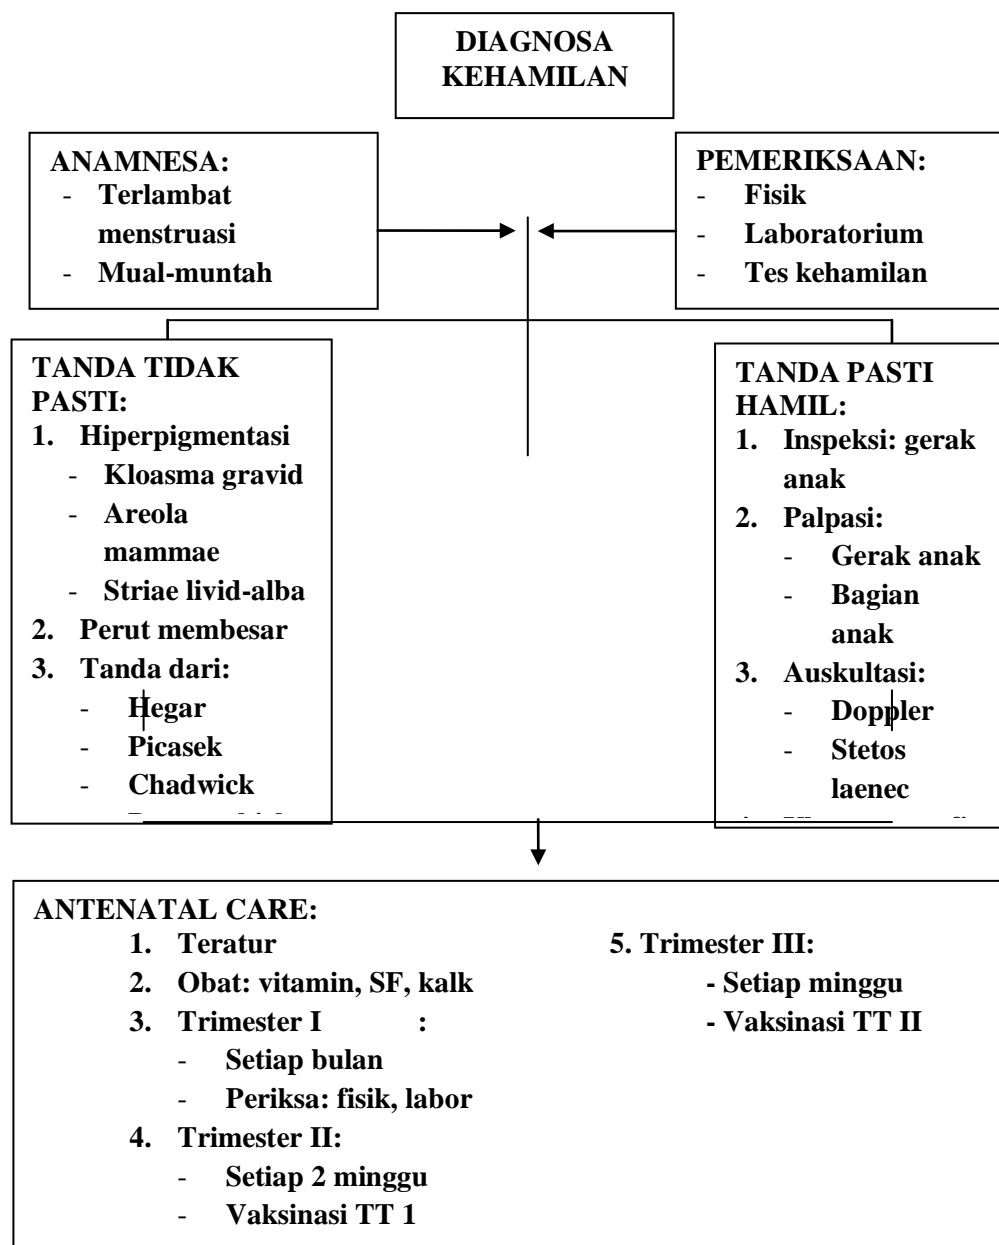 DIAGNOSA
KEHAMILAN
ANAMNESA:
- Terlambat
menstruasi
- Mual-muntah
PEMERIKSAAN:
- Fisik
- Laboratorium
- Tes kehamilan
TANDA TIDAK
PASTI:
1. Hiperpigmentasi
- Kloasma gravid
- Areola
mammae
- Striae livid-alba
2. Perut membesar
3. Tanda dari:
- Hegar
- Picasek
- Chadwick
TANDA PASTI
HAMIL:
1. Inspeksi: gerak
anak
2. Palpasi:
- Gerak anak
- Bagian
anak
3. Auskultasi:
- Doppler
- Stetos
laenec
ANTENATAL CARE:
1. Teratur
2. Obat: vitamin, SF, kalk
3. Trimester I :
- Setiap bulan
- Periksa: fisik, labor
4. Trimester II:
- Setiap 2 minggu
- Vaksinasi TT 1
5. Trimester III:
- Setiap minggu
- Vaksinasi TT II